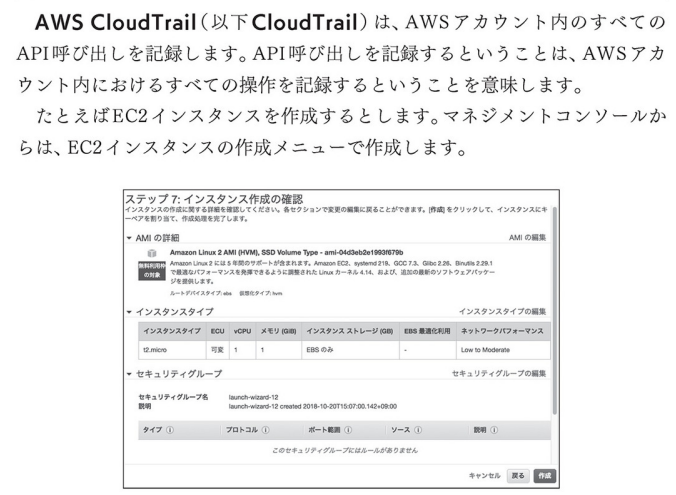 AWS CloudTrail（以下CloudTrail）は、AWSアカウント内のすべての
API呼び出しを記録します。API呼び出しを記録するということは、AWSアカ
ウント内におけるすべての操作を記録するということを意味します。
たとえばEC2インスタンスを作成するとします。マネジメントコンソールか
らは、EC2インスタンスの作成メニューで作成します。
ステップ 7: インスタンス作成の確認
インスタンスの作成に関する詳細を確認してください。各セクションで変更の編集に戻ることができます。[作成] をクリックして、インスタンスにキ
ーペアを割り当て、作成処理を完了します。
AMI の詳細 AMI の編集
Amazon Linux 2 AMI (HVM), SSD Volume Type - ami-04d3eb2e1993f679b
無料利用枠
の対象
Amazon Linux 2 には 5 年間のサポートが含まれます。Amazon EC2、systemd 219、GCC 7.3、Glibc 2.26、Binutils 2.29.1
で最適なパフォーマンスを発揮できるように調整された Linux カーネル 4.14、および、追加の最新のソフトウェアパッケー
ジを提供します。
ルートデバイスタイプ: ebs 仮想化タイプ: hvm
インスタンスタイプ インスタンスタイプの編集
インスタンスタイプ ECU vCPU メモリ (GiB) インスタンス ストレージ (GB) EBS 最適化利用 ネットワークパフォーマンス
t2.micro 可変 1 1 EBS のみ - Low to Moderate
セキュリティグループ セキュリティグループの編集
セキュリティグループ名 launch-wizard-12
説明 launch-wizard-12 created 2018-10-20T15:07:00.142+09:00
タイプ プロトコル ポート範囲 ソース 説明
このセキュリティグループにはルールがありません
キャンセル 戻る 作成